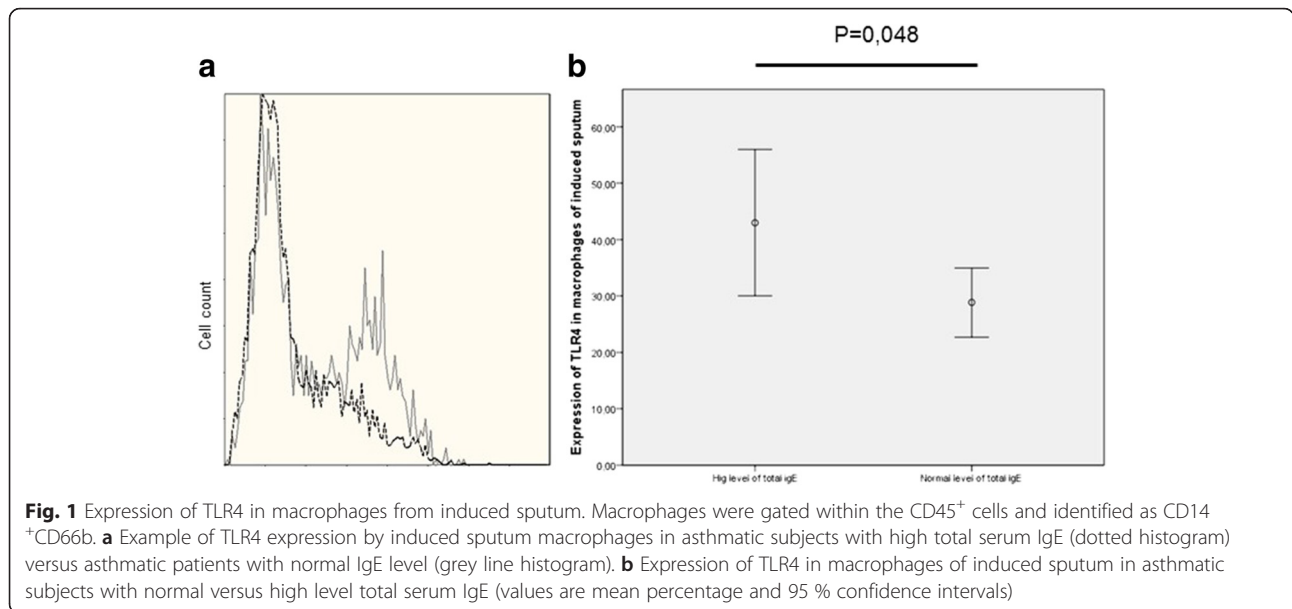 a
Cell count
b
P=0,048
Expression of TLR4 in macrophages of induced sputum
60.00
50.00
40.00
30.00
20.00
10.00
0.00
Hig level of total igE
Normal level of total IgE
Fig. 1 Expression of TLR4 in macrophages from induced sputum. Macrophages were gated within the CD45+ cells and identified as CD14
+CD66b. a Example of TLR4 expression by induced sputum macrophages in asthmatic subjects with high total serum IgE (dotted histogram)
versus asthmatic patients with normal IgE level (grey line histogram). b Expression of TLR4 in macrophages of induced sputum in asthmatic
subjects with normal versus high level total serum IgE (values are mean percentage and 95 % confidence intervals)